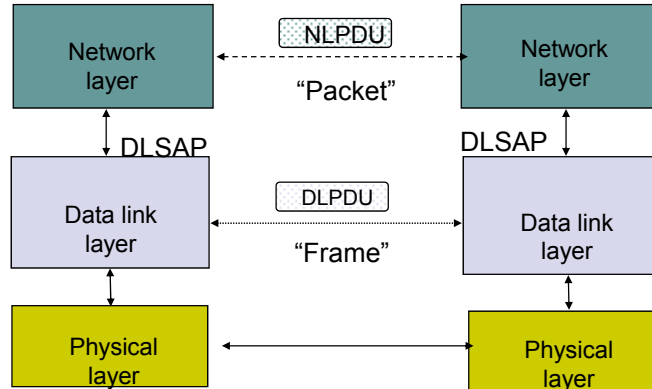 NLPDU
Network
layer
Network
layer
“Packet”
DLSAP
DLSAP
DLPDU
Data link
layer
Data link
layer
“Frame”
Physical
layer
Physical
layer